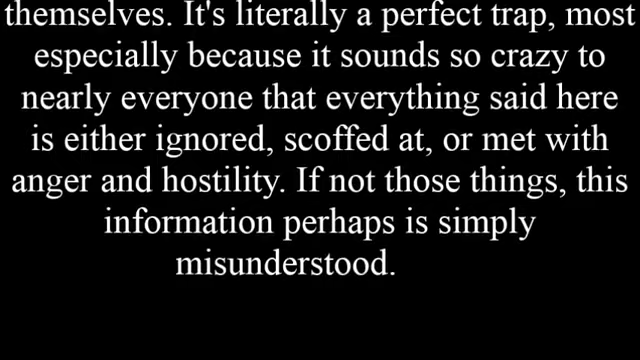 themselves. It's literally a perfect trap, most
especially because it sounds so crazy to
nearly everyone that everything said here
is either ignored, scoffed at, or met with
anger and hostility. If not those things, this
information perhaps is simply
misunderstood.